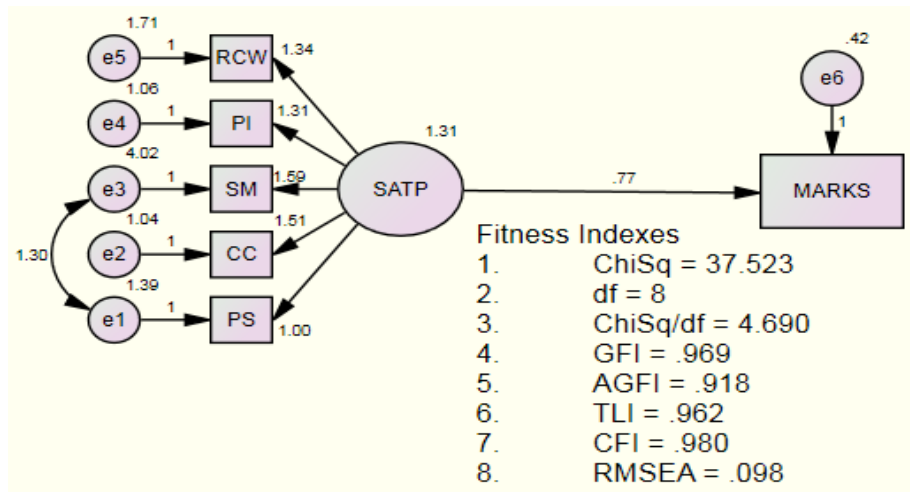 1.71
e5 1 RCW 1.34
1.06
e4 1 PI 1.31
4.02
e3 1 SM 1.59
1.04
e2 1 CC 1.51
1.30
1.39
e1 1 PS 1.00
1.31
SATP
.77
.42
e6
1
MARKS
Fitness Indexes
1. ChiSq = 37.523
2. df = 8
3. ChiSq/df = 4.690
4. GFI = .969
5. AGFI = .918
6. TLI = .962
7. CFI = .980
8. RMSEA = .098